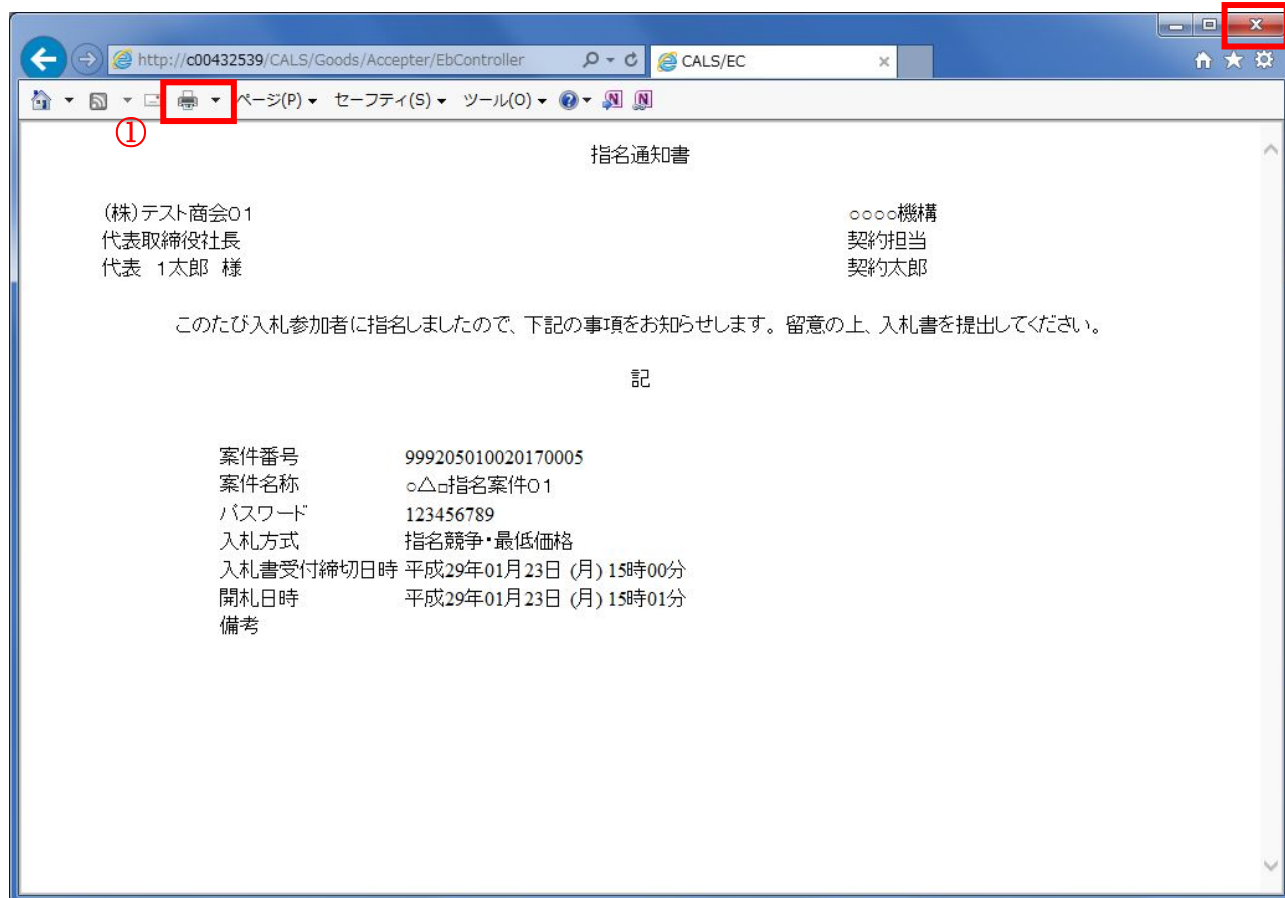 http://c00432539/CALS/Goods/Accepter/EbController
CALS/EC
ページ(P) セーフティ(S) ツール(O)
①
指名通知書
(株)テスト商会01
○○○○機構
代表取締役社長
契約担当
代表 1太郎 様
契約太郎
このたび入札参加者に指名しましたので、下記の事項をお知らせします。留意の上、入札書を提出してください。
記
案件番号 999205010020170005
案件名称 ○△□指名案件01
パスワード 123456789
入札方式 指名競争・最低価格
入札書受付締切日時 平成29年01月23日 (月) 15時00分
開札日時 平成29年01月23日 (月) 15時01分
備考